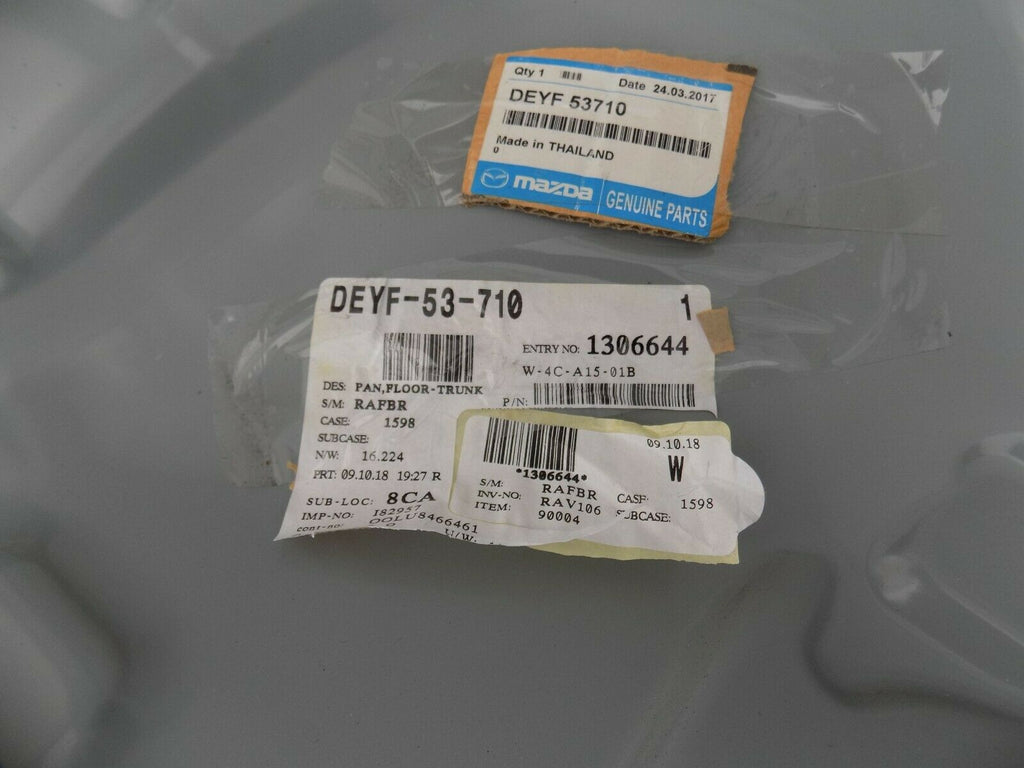 Qty 1 Date 24.03.2017
DEYF 53710
Made in THAILAND
0
mazda GENUINE PARTS
DEYF-53-710 1
ENTRY NO: 1306644
W-4C-A15-01B
DES: PAN,FLOOR-TRUNK
P/N:
S/M: RAFBR
CASE: 1598
SUBCASE:
N/W: 16.224
PRT: 09.10.18 19:27 R
SUB-LOC: 8CA
IMP-NO: I82957
OOLU8466461
09.10.18
W
*1306644*
S/M: RAFBR
INV-NO: RAV106
ITEM: 90004
CASE: 1598
SUBCASE: